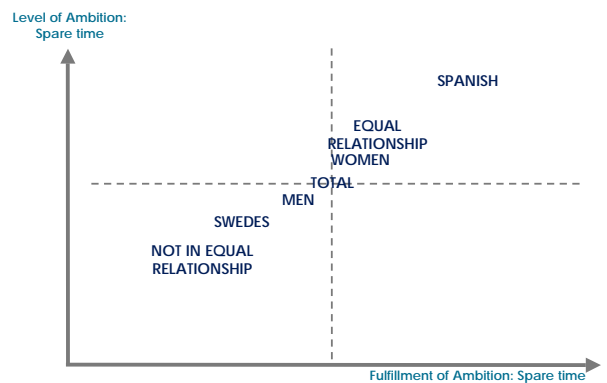 Level of Ambition:
Spare time
SPANISH
EQUAL
RELATIONSHIP
WOMEN
TOTAL
MEN
SWEDES
NOT IN EQUAL
RELATIONSHIP
Fulfillment of Ambition: Spare time